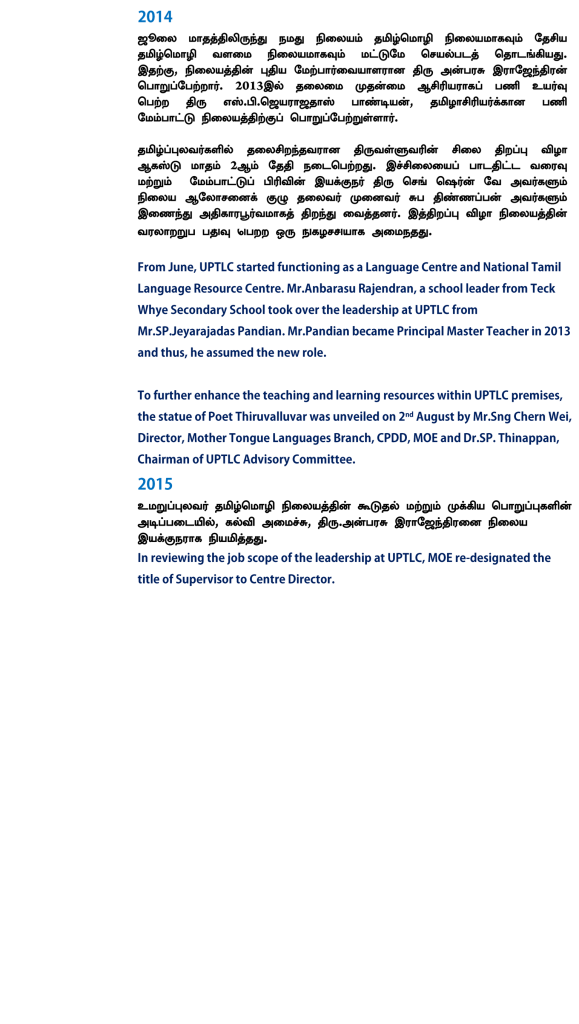 2014
ஜூலை மாதத்திலிருந்து நமது நிலையம் தமிழ்மொழி நிலையமாகவும் தேசிய
தமிழ்மொழி வளமை நிலையமாகவும் மட்டுமே செயல்படத் தொடங்கியது.
இதற்கு, நிலையத்தின் புதிய மேற்பார்வையாளரான திரு அன்பரசு இராஜேந்திரன்
பொறுப்பேற்றார். 2013இல் தலைமை முதன்மை ஆசிரியராகப் பணி உயர்வு
பெற்ற திரு எஸ்.பி.ஜெயராஜதாஸ் பாண்டியன், தமிழாசிரியர்க்கான பணி
மேம்பாட்டு நிலையத்திற்குப் பொறுப்பேற்றுள்ளார்.
தமிழ்ப்புலவர்களில் தலைசிறந்தவரான திருவள்ளுவரின் சிலை திறப்பு விழா
ஆகஸ்டு மாதம் 2ஆம் தேதி நடைபெற்றது. இச்சிலையைப் பாடதிட்ட வரைவு
மற்றும் மேம்பாட்டுப் பிரிவின் இயக்குநர் திரு செங் ஷெர்ன் வே அவர்களும்
நிலைய ஆலோசனைக் குழு தலைவர் முனைவர் சுப திண்ணப்பன் அவர்களும்
இணைந்து அதிகாரபூர்வமாகத் திறந்து வைத்தனர். இத்திறப்பு விழா நிலையத்தின்
வரலாற்றுப் பதிவு பெற்ற ஒரு நிகழ்ச்சியாக அமைந்தது.
From June, UPTLC started functioning as a Language Centre and National Tamil
Language Resource Centre. Mr.Anbarasu Rajendran, a school leader from Teck
Whye Secondary School took over the leadership at UPTLC from
Mr.SP.Jeyarajadas Pandian. Mr.Pandian became Principal Master Teacher in 2013
and thus, he assumed the new role.
To further enhance the teaching and learning resources within UPTLC premises,
the statue of Poet Thiruvalluvar was unveiled on 2nd August by Mr.Sng Chern Wei,
Director, Mother Tongue Languages Branch, CPDD, MOE and Dr.SP. Thinappan,
Chairman of UPTLC Advisory Committee.
2015
உமறுப்புலவர் தமிழ்மொழி நிலையத்தின் கூடுதல் மற்றும் முக்கிய பொறுப்புகளின்
அடிப்படையில், கல்வி அமைச்சு, திரு.அன்பரசு இராஜேந்திரனை நிலைய
இயக்குநராக நியமித்தது.
In reviewing the job scope of the leadership at UPTLC, MOE re-designated the
title of Supervisor to Centre Director.